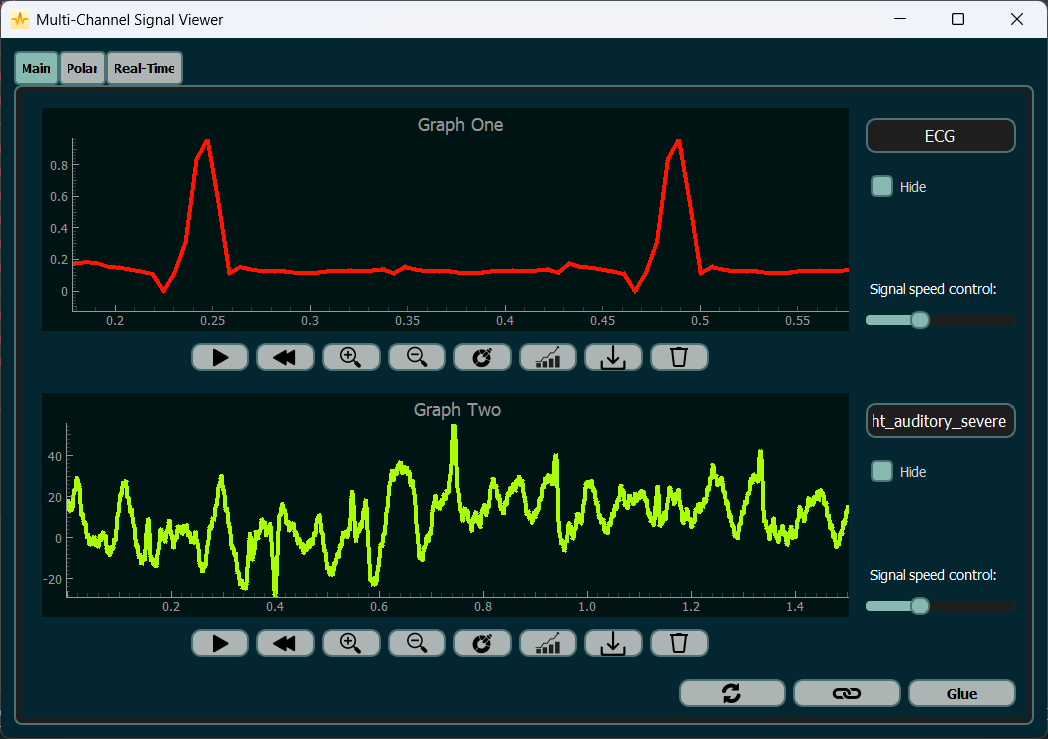 Multi-Channel Signal Viewer
Main Polar Real-Time
Graph One
ECG
Hide
0.8
0.6
0.4
0.2
0
0.2 0.25 0.3 0.35 0.4 0.45 0.5 0.55
Signal speed control:
Graph Two
ht_auditory_severe
Hide
40
20
0
-20
0.2 0.4 0.6 0.8 1.0 1.2 1.4
Signal speed control:
Glue